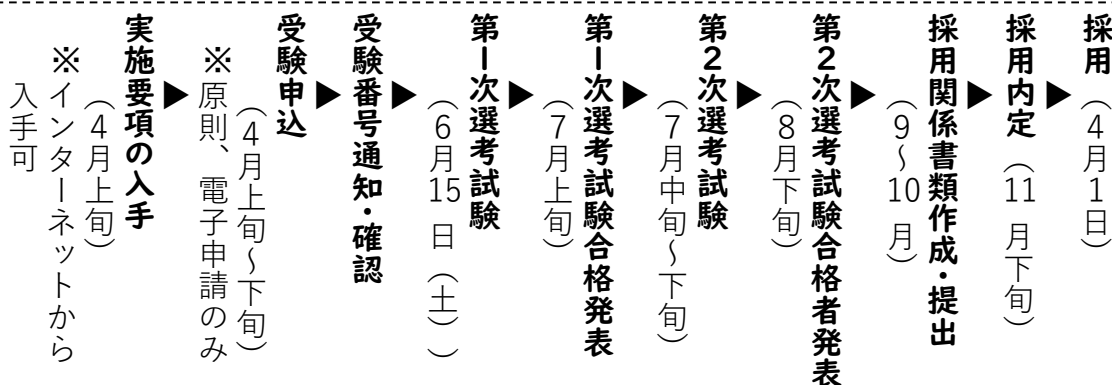 採用（4月1日）
▶
採用内定（11月下旬）
▶
採用関係書類作成・提出
（9～10月）
▶
第2次選考試験合格者発表
（8月下旬）
▶
第2次選考試験
（7月中旬～下旬）
▶
第1次選考試験合格発表
（7月上旬）
▶
第1次選考試験
（6月15日（土））
▶
受験番号通知・確認
▶
受験申込
（4月上旬～下旬）
※原則、電子申請のみ
▶
実施要項の入手
（4月上旬）
※インターネットから
入手可